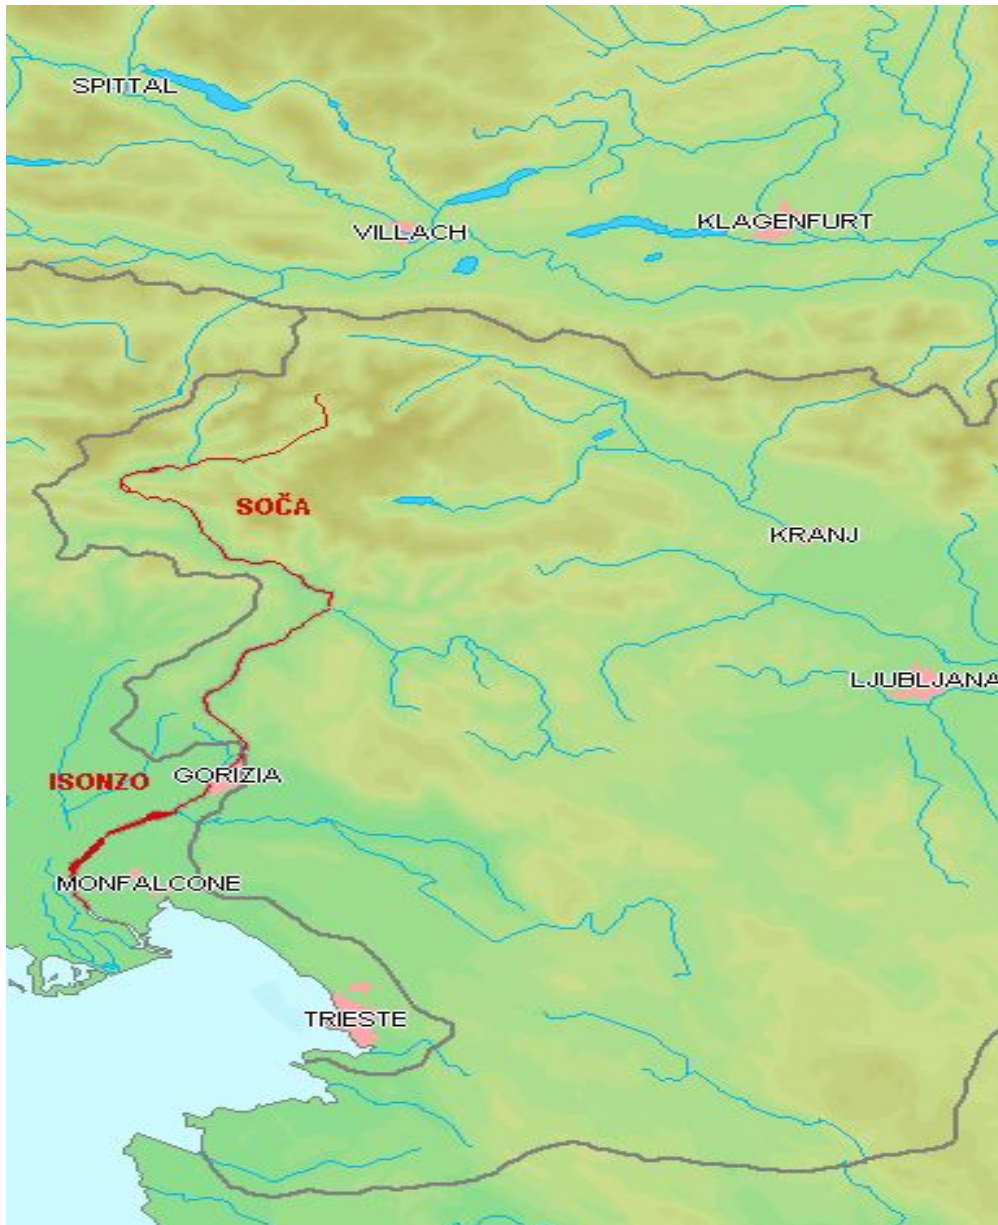 SPITTAL
KLAGENFURT
VILLACH
SOČA
KRANJ
LJUBLJANA
GORIZIA
ISONZO
MONFALCONE
TRIESTE